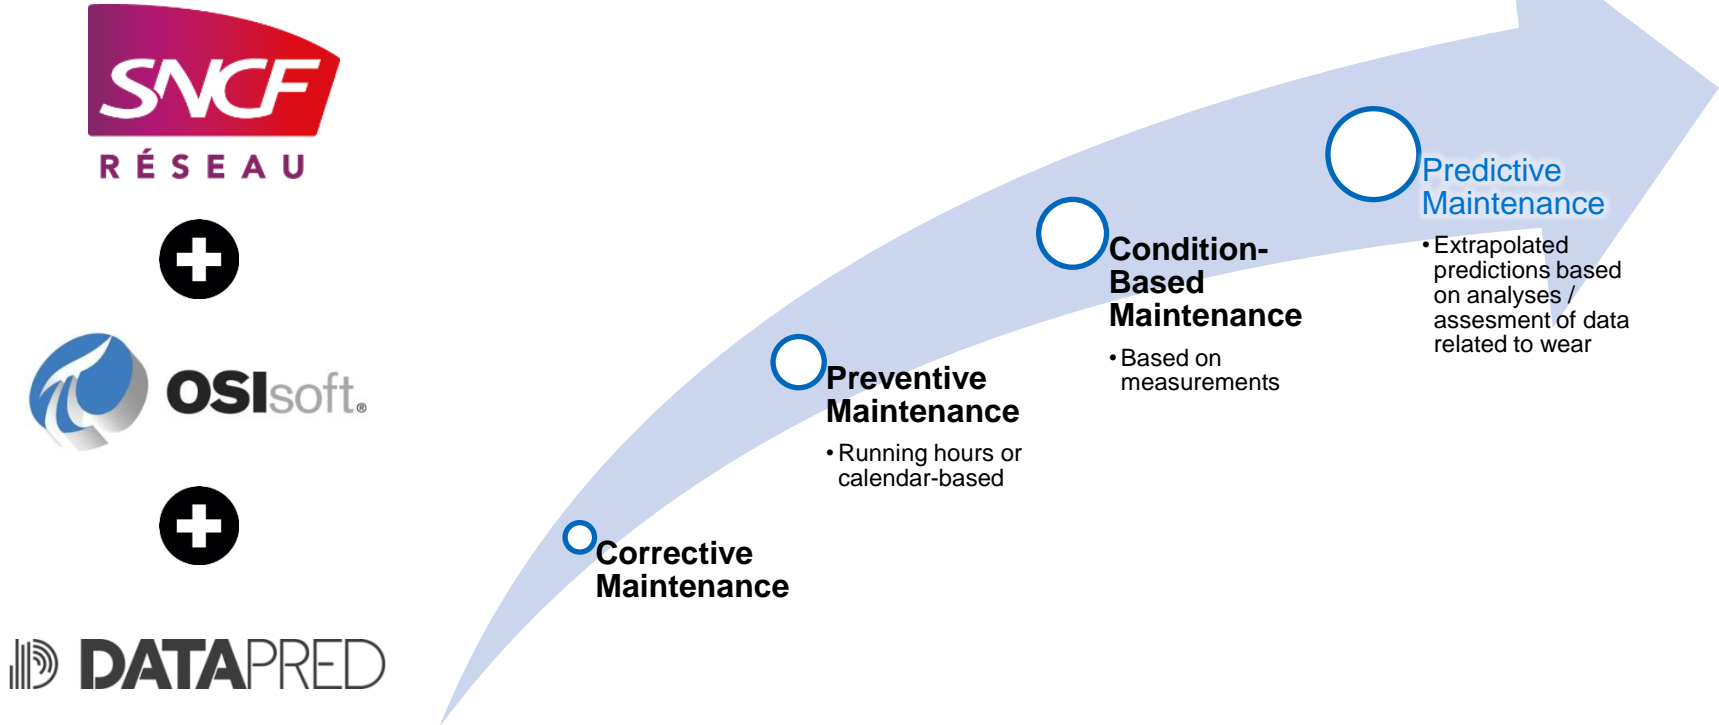 SNCF
RÉSEAU
OSIsoft.®
DATAPRED
Corrective
Maintenance
Preventive
Maintenance
• Running hours or
calendar-based
Condition-
Based
Maintenance
• Based on
measurements
Predictive
Maintenance
• Extrapolated
predictions based
on analyses /
assesment of data
related to wear